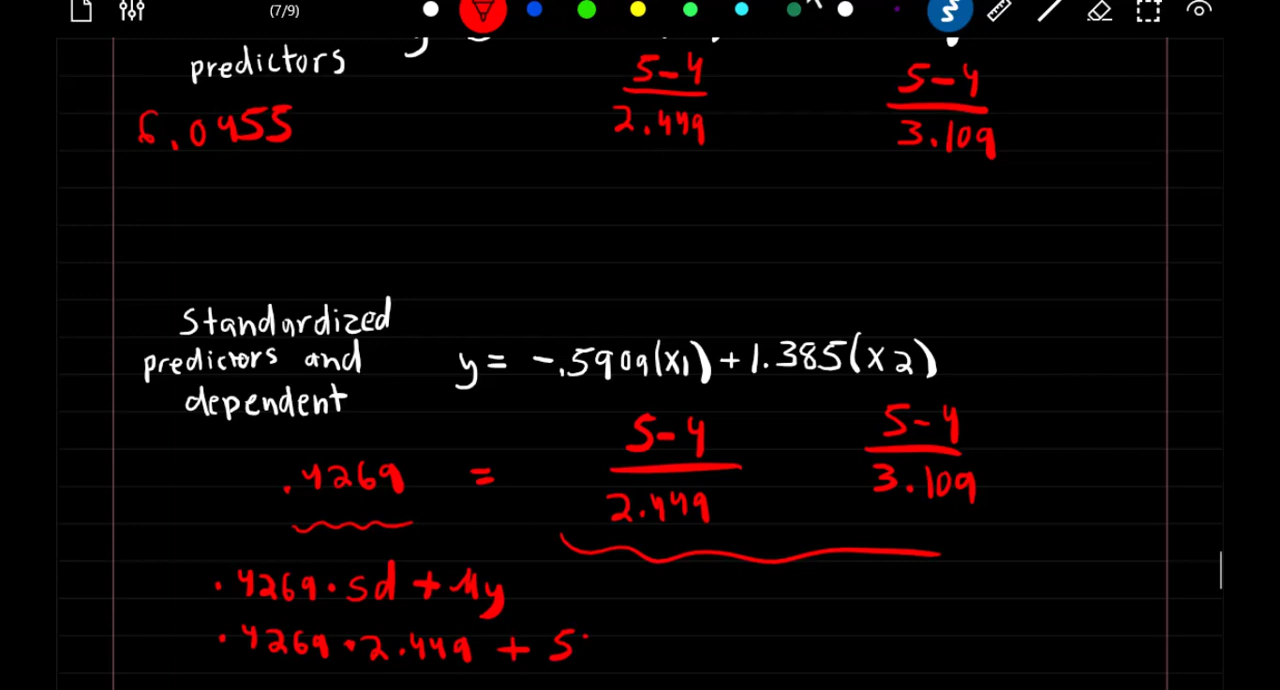 (7/9)
predictors
5-4
2.449
5-4
3.109
6.0455
Standardized
predictors and
dependent
y = -.5909(x1) + 1.385(x2)
5-4
2.449
5-4
3.109
.4269 =
.4269 · sd + My
.4269 · 2.449 + 5